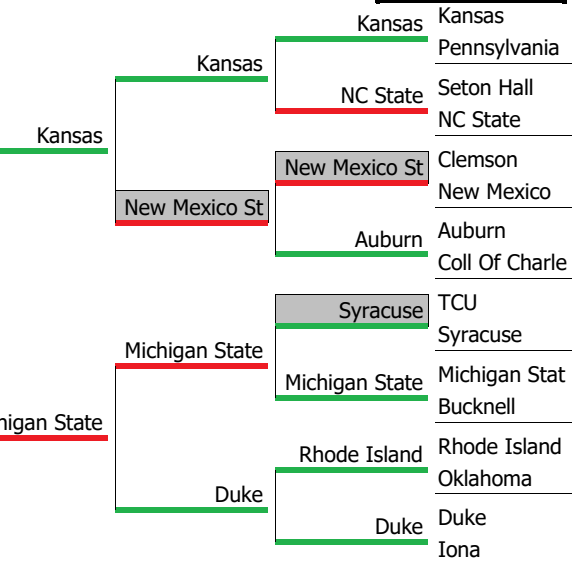 Kansas
Kansas
Pennsylvania
Kansas
Seton Hall
NC State
NC State
Kansas
Clemson
New Mexico St
New Mexico
New Mexico St
Auburn
Auburn
Coll Of Charle
TCU
Syracuse
Syracuse
Michigan State
Michigan Stat
Michigan State
Bucknell
higan State
Rhode Island
Rhode Island
Oklahoma
Duke
Duke
Duke
Iona